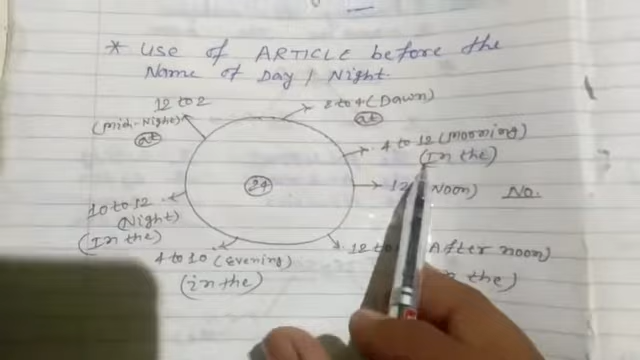 * USE of ARTICLE before the
Name of Day / Night.
12 to 2
(mid-Night)
at
2 to 4 (Dawn)
at
4 to 12 (Morning)
(In the)
12 Noon) No.
12 to After noon)
the)
24
10 to 12
(Night)
(In the)
4 to 10 (Evening)
(in the)